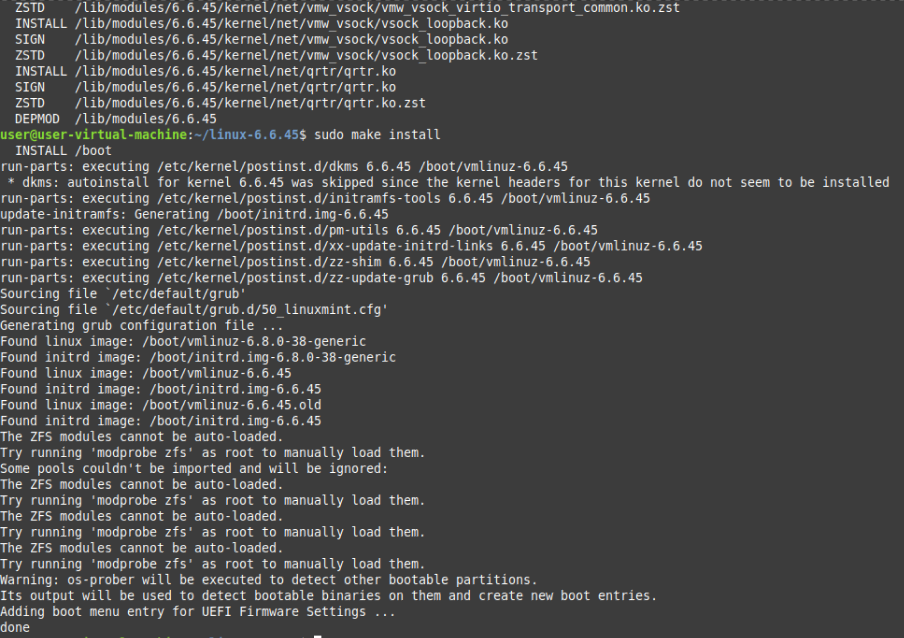 ZSTD /lib/modules/6.6.45/kernel/net/vmw_vsock/vmw_vsock_virtio_transport_common.ko.zst
INSTALL /lib/modules/6.6.45/kernel/net/vmw_vsock/vsock_loopback.ko
SIGN /lib/modules/6.6.45/kernel/net/vmw_vsock/vsock_loopback.ko
ZSTD /lib/modules/6.6.45/kernel/net/vmw_vsock/vsock_loopback.ko.zst
INSTALL /lib/modules/6.6.45/kernel/net/qrtr/qrtr.ko
SIGN /lib/modules/6.6.45/kernel/net/qrtr/qrtr.ko
ZSTD /lib/modules/6.6.45/kernel/net/qrtr/qrtr.ko.zst
DEPMOD /lib/modules/6.6.45
user@user-virtual-machine:~/linux-6.6.45$ sudo make install
INSTALL /boot
run-parts: executing /etc/kernel/postinst.d/dkms 6.6.45 /boot/vmlinuz-6.6.45
* dkms: autoinstall for kernel 6.6.45 was skipped since the kernel headers for this kernel do not seem to be installed
run-parts: executing /etc/kernel/postinst.d/initramfs-tools 6.6.45 /boot/vmlinuz-6.6.45
update-initramfs: Generating /boot/initrd.img-6.6.45
run-parts: executing /etc/kernel/postinst.d/pm-utils 6.6.45 /boot/vmlinuz-6.6.45
run-parts: executing /etc/kernel/postinst.d/xx-update-initrd-links 6.6.45 /boot/vmlinuz-6.6.45
run-parts: executing /etc/kernel/postinst.d/zz-shim 6.6.45 /boot/vmlinuz-6.6.45
run-parts: executing /etc/kernel/postinst.d/zz-update-grub 6.6.45 /boot/vmlinuz-6.6.45
Sourcing file `/etc/default/grub'
Sourcing file `/etc/default/grub.d/50_linuxmint.cfg'
Generating grub configuration file ...
Found linux image: /boot/vmlinuz-6.8.0-38-generic
Found initrd image: /boot/initrd.img-6.8.0-38-generic
Found linux image: /boot/vmlinuz-6.6.45
Found initrd image: /boot/initrd.img-6.6.45
Found linux image: /boot/vmlinuz-6.6.45.old
Found initrd image: /boot/initrd.img-6.6.45
The ZFS modules cannot be auto-loaded.
Try running 'modprobe zfs' as root to manually load them.
Some pools couldn't be imported and will be ignored:
The ZFS modules cannot be auto-loaded.
Try running 'modprobe zfs' as root to manually load them.
The ZFS modules cannot be auto-loaded.
Try running 'modprobe zfs' as root to manually load them.
The ZFS modules cannot be auto-loaded.
Try running 'modprobe zfs' as root to manually load them.
Warning: os-prober will be executed to detect other bootable partitions.
Its output will be used to detect bootable binaries on them and create new boot entries.
Adding boot menu entry for UEFI Firmware Settings ...
done